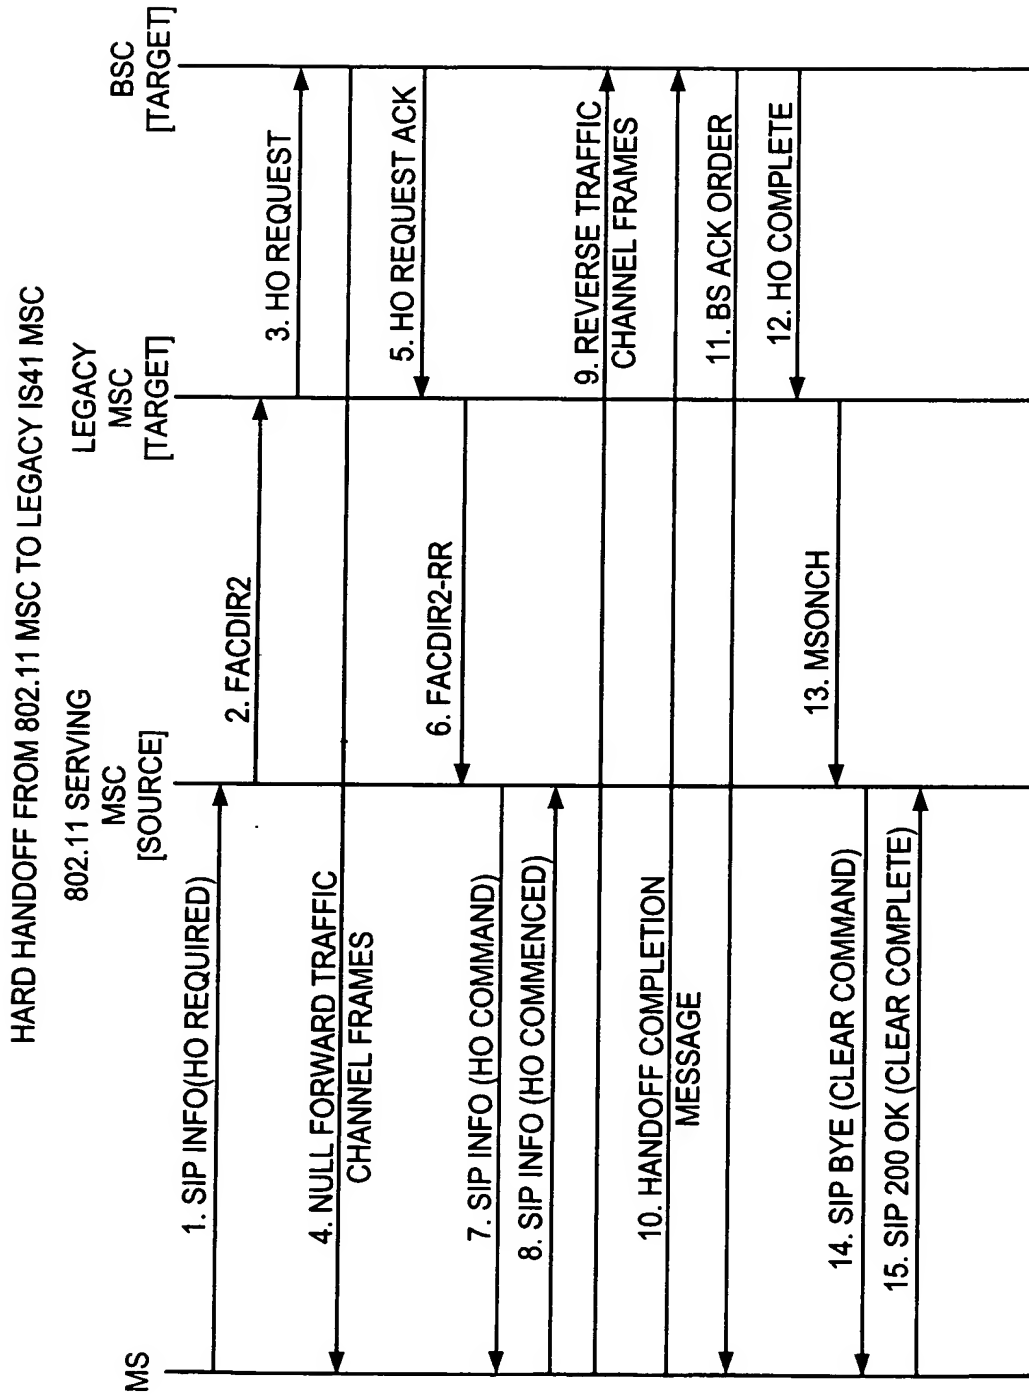 HARD HANDOFF FROM 802.11 MSC TO LEGACY IS41 MSC
MS
802.11 SERVING
MSC
[SOURCE]
LEGACY
MSC
[TARGET]
BSC
[TARGET]
1. SIP INFO(HO REQUIRED)
2. FACDIR2
3. HO REQUEST
4. NULL FORWARD TRAFFIC
CHANNEL FRAMES
5. HO REQUEST ACK
6. FACDIR2-RR
7. SIP INFO (HO COMMAND)
8. SIP INFO (HO COMMENCED)
9. REVERSE TRAFFIC
CHANNEL FRAMES
10. HANDOFF COMPLETION
MESSAGE
11. BS ACK ORDER
12. HO COMPLETE
13. MSONCH
14. SIP BYE (CLEAR COMMAND)
15. SIP 200 OK (CLEAR COMPLETE)